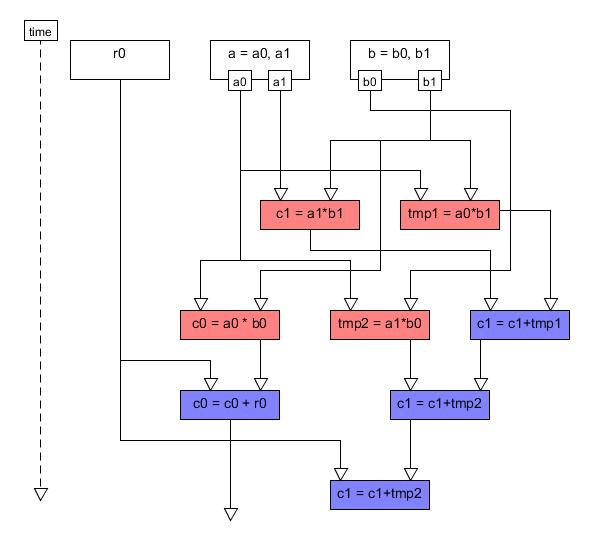 time
r0
a = a0, a1
b = b0, b1
a0
a1
b0
b1
c1 = a1*b1
tmp1 = a0*b1
c0 = a0 * b0
tmp2 = a1*b0
c1 = c1+tmp1
c0 = c0 + r0
c1 = c1+tmp2
c1 = c1+tmp2